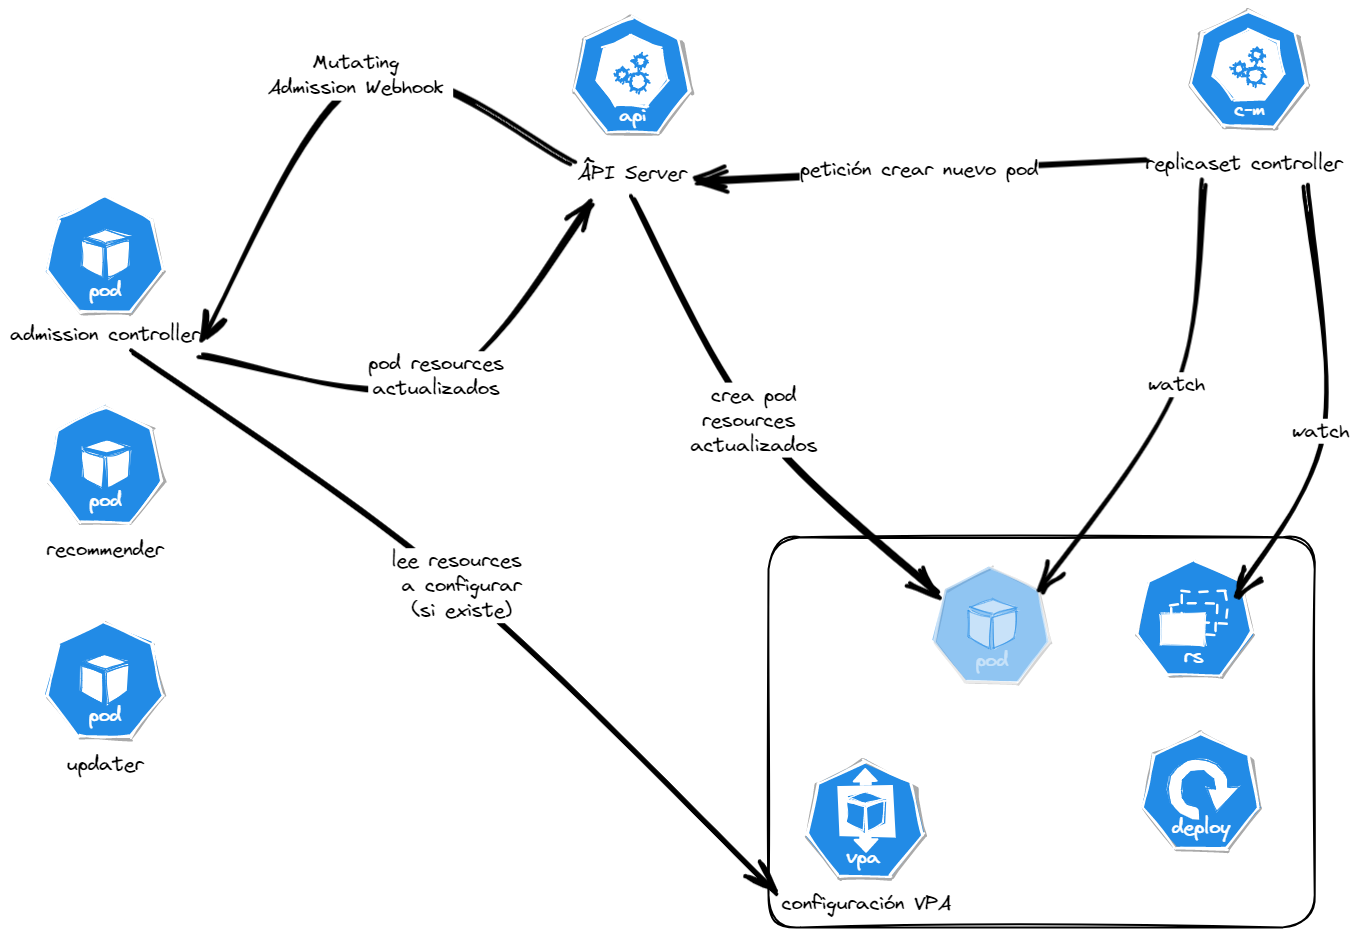 Mutating
Admission Webhook
api
ÂPI Server
petición crear nuevo pod
c-m
replicaset controller
pod
admission controller
pod resources
actualizados
crea pod
resources
actualizados
watch
watch
pod
recommender
lee resources
a configurar
(si existe)
pod
rs
pod
updater
vpa
configuración VPA
deploy